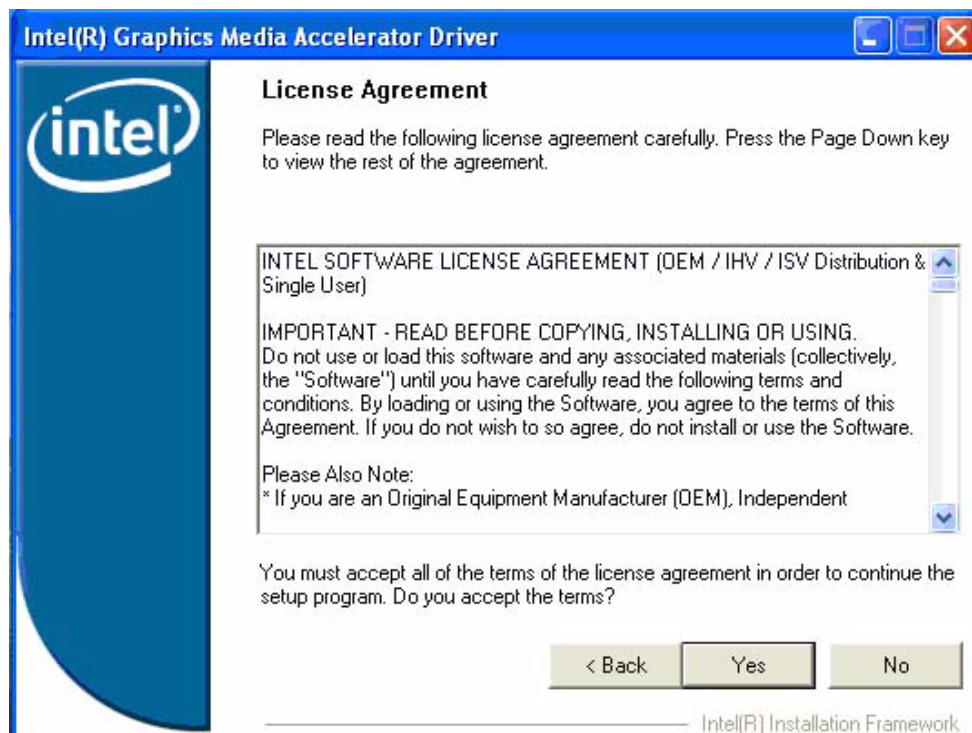 Intel(R) Graphics Media Accelerator Driver
intel
License Agreement
Please read the following license agreement carefully. Press the Page Down key
to view the rest of the agreement.
INTEL SOFTWARE LICENSE AGREEMENT (OEM / IHV / ISV Distribution &
Single User)
IMPORTANT - READ BEFORE COPYING, INSTALLING OR USING.
Do not use or load this software and any associated materials (collectively,
the "Software") until you have carefully read the following terms and
conditions. By loading or using the Software, you agree to the terms of this
Agreement. If you do not wish to so agree, do not install or use the Software.
Please Also Note:
* If you are an Original Equipment Manufacturer (OEM), Independent
You must accept all of the terms of the license agreement in order to continue the
setup program. Do you accept the terms?
< Back Yes No
Intel(R) Installation Framework